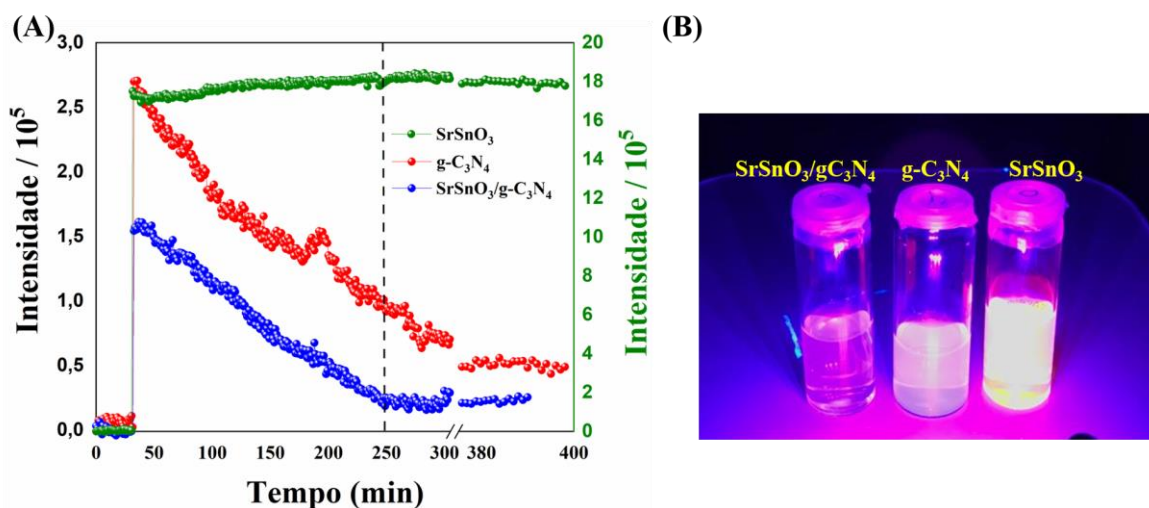 (A)
3,0
2,5
2,0
1,5
1,0
0,5
0,0
Intensidade / 10⁵
0
50
100
150
200
250
300
380
400
Tempo (min)
20
18
16
14
12
10
8
6
4
2
0
Intensidade / 10⁵
SrSnO₃
g-C₃N₄
SrSnO₃/g-C₃N₄
(B)
SrSnO₃/gC₃N₄
g-C₃N₄
SrSnO₃